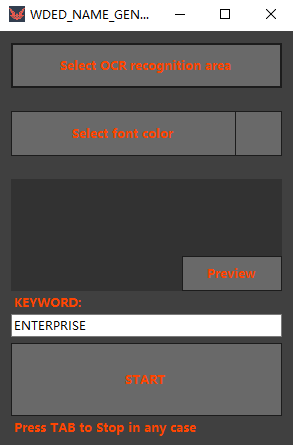 WDED_NAME_GEN...
Select OCR recognition area
Select font color
Preview
KEYWORD:
ENTERPRISE
START
Press TAB to Stop in any case